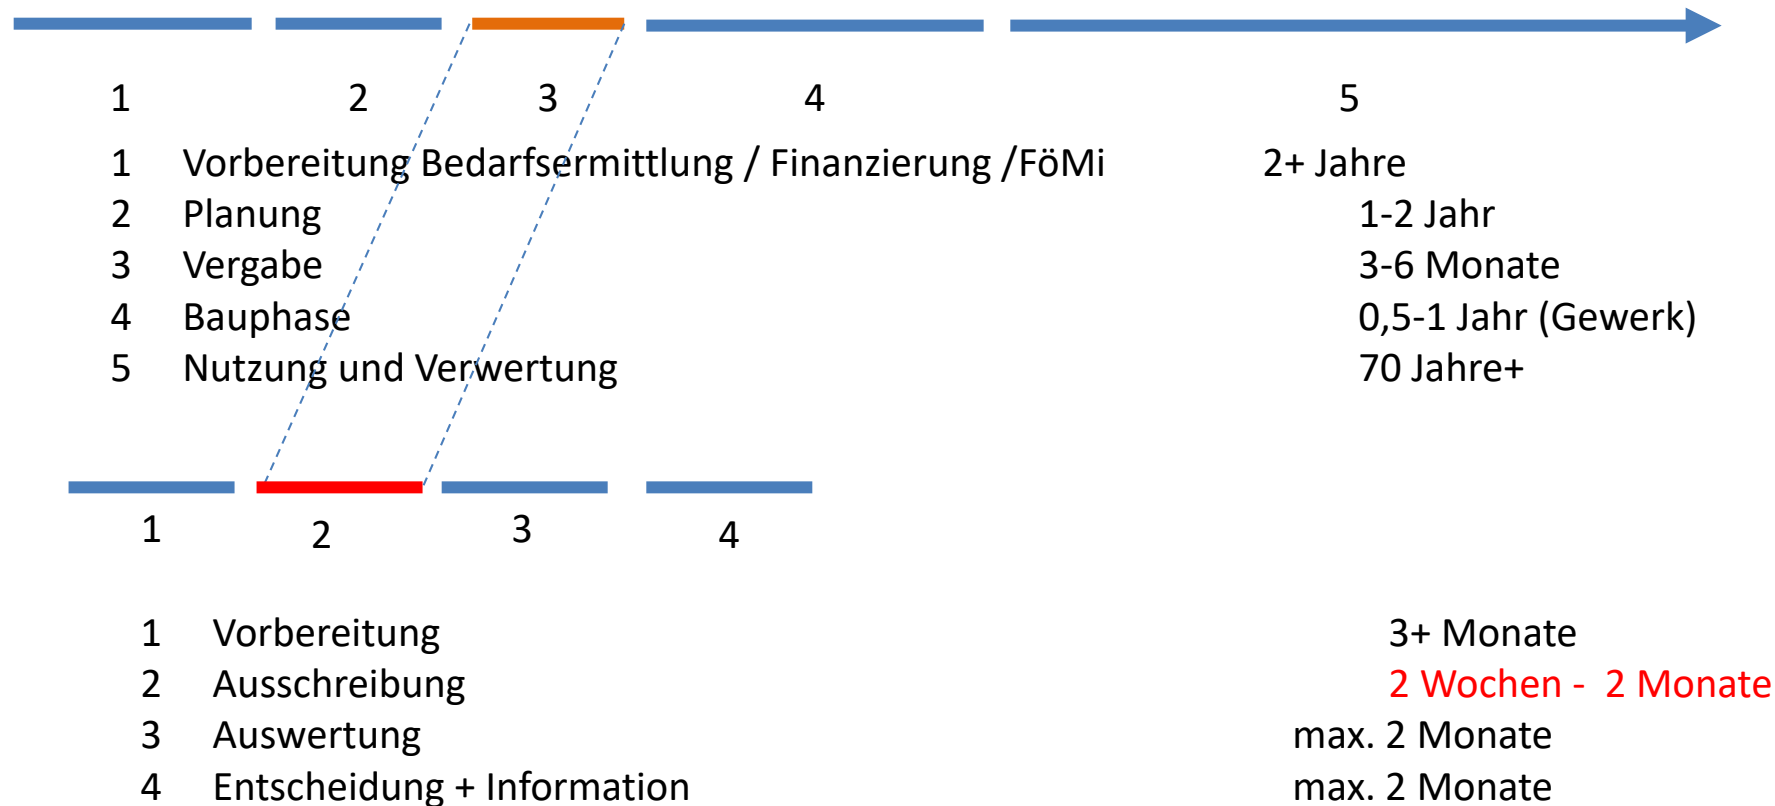 1 2 3 4 5
1 Vorbereitung Bedarfsermittlung / Finanzierung /FöMi 2+ Jahre
2 Planung 1-2 Jahr
3 Vergabe 3-6 Monate
4 Bauphase 0,5-1 Jahr (Gewerk)
5 Nutzung und Verwertung 70 Jahre+
1 2 3 4
1 Vorbereitung 3+ Monate
2 Ausschreibung 2 Wochen - 2 Monate
3 Auswertung max. 2 Monate
4 Entscheidung + Information max. 2 Monate